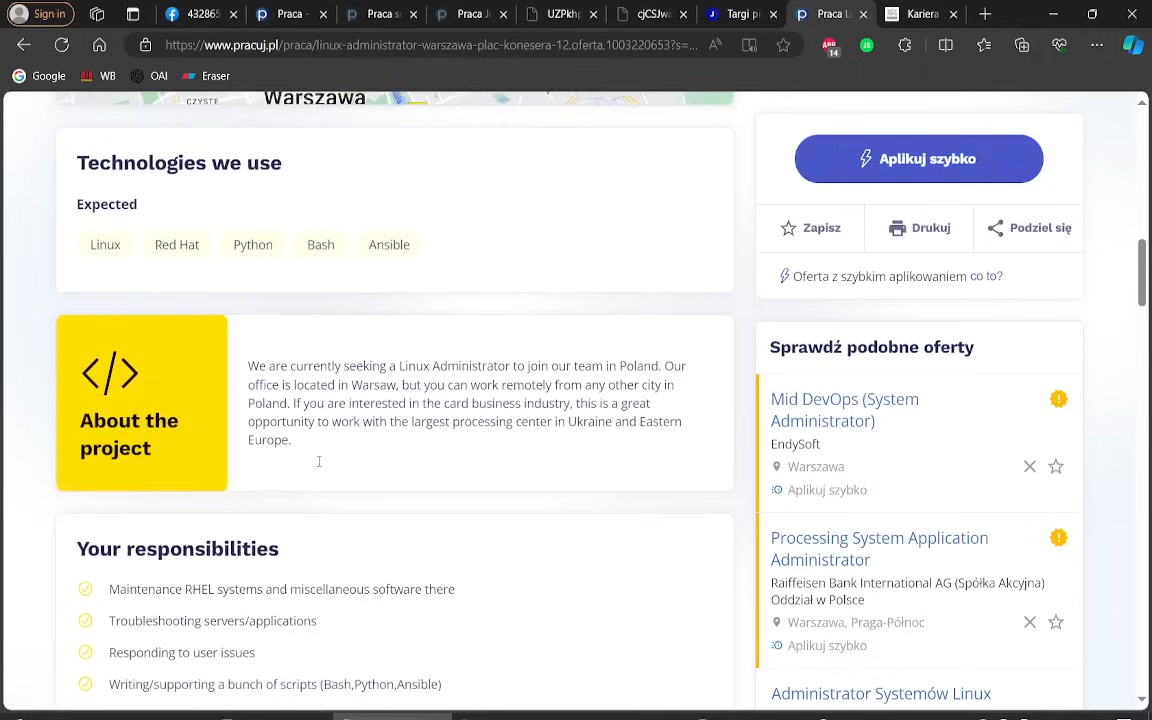 Sign in
43286
Praca -
Praca s
Praca J
UZPkhp
cjCSJw
Targi p
Praca L
Kariera
https://www.pracuj.pl/praca/linux-administrator-warszawa-plac-konesera-12,oferta,1003220653?s=...
14
Google
WB
OAI
Eraser
CZYSTE
Warszawa
Technologies we use
Expected
Linux Red Hat Python Bash Ansible
</>
About the
project
We are currently seeking a Linux Administrator to join our team in Poland. Our
office is located in Warsaw, but you can work remotely from any other city in
Poland. If you are interested in the card business industry, this is a great
opportunity to work with the largest processing center in Ukraine and Eastern
Europe.
Your responsibilities
Maintenance RHEL systems and miscellaneous software there
Troubleshooting servers/applications
Responding to user issues
Writing/supporting a bunch of scripts (Bash,Python,Ansible)
Aplikuj szybko
Zapisz
Drukuj
Podziel się
Oferta z szybkim aplikowaniem co to?
Sprawdź podobne oferty
Mid DevOps (System
Administrator)
EndySoft
Warszawa
Aplikuj szybko
Processing System Application
Administrator
Raiffeisen Bank International AG (Spółka Akcyjna)
Oddział w Polsce
Warszawa, Praga-Północ
Aplikuj szybko
Administrator Systemów Linux